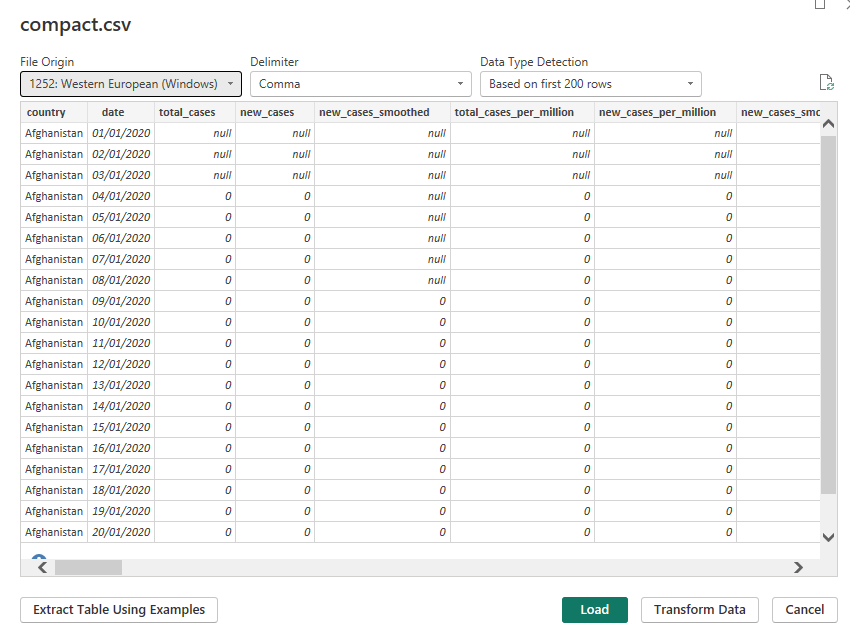 compact.csv
File Origin Delimiter Data Type Detection
1252: Western European (Windows) Comma Based on first 200 rows
country date total_cases new_cases new_cases_smoothed total_cases_per_million new_cases_per_million new_cases_smo
Afghanistan 01/01/2020 null null null null null
Afghanistan 02/01/2020 null null null null null
Afghanistan 03/01/2020 null null null null null
Afghanistan 04/01/2020 0 0 null 0 0
Afghanistan 05/01/2020 0 0 null 0 0
Afghanistan 06/01/2020 0 0 null 0 0
Afghanistan 07/01/2020 0 0 null 0 0
Afghanistan 08/01/2020 0 0 null 0 0
Afghanistan 09/01/2020 0 0 0 0 0
Afghanistan 10/01/2020 0 0 0 0 0
Afghanistan 11/01/2020 0 0 0 0 0
Afghanistan 12/01/2020 0 0 0 0 0
Afghanistan 13/01/2020 0 0 0 0 0
Afghanistan 14/01/2020 0 0 0 0 0
Afghanistan 15/01/2020 0 0 0 0 0
Afghanistan 16/01/2020 0 0 0 0 0
Afghanistan 17/01/2020 0 0 0 0 0
Afghanistan 18/01/2020 0 0 0 0 0
Afghanistan 19/01/2020 0 0 0 0 0
Afghanistan 20/01/2020 0 0 0 0 0
Extract Table Using Examples Load Transform Data Cancel